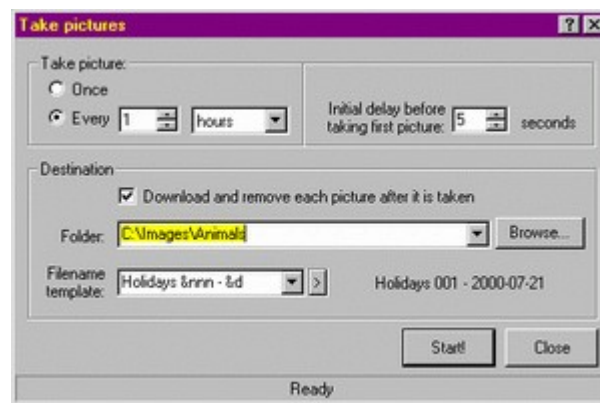 Take pictures
Take picture:
Once
Every 1 hours
Initial delay before
taking first picture: 5 seconds
Destination
Download and remove each picture after it is taken
Folder: C:\Images\Animals Browse...
Filename
template: Holidays &nnn - &d > Holidays 001 - 2000-07-21
Start! Close
Ready